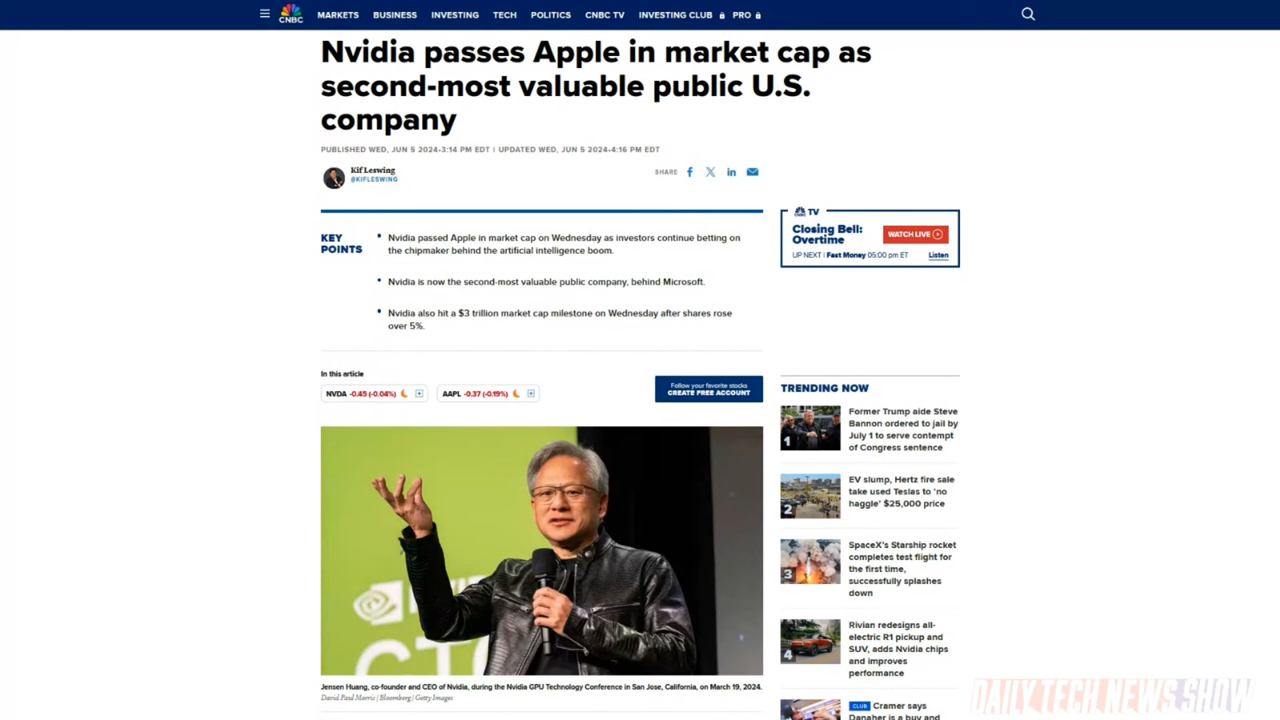 CNBC
MARKETS BUSINESS INVESTING TECH POLITICS CNBC TV INVESTING CLUB PRO
Nvidia passes Apple in market cap as
second-most valuable public U.S.
company
PUBLISHED WED, JUN 5 2024•3:14 PM EDT | UPDATED WED, JUN 5 2024•4:16 PM EDT
Kif Leswing
@KIFLESWING
SHARE
KEY
POINTS
• Nvidia passed Apple in market cap on Wednesday as investors continue betting on
the chipmaker behind the artificial intelligence boom.
• Nvidia is now the second-most valuable public company, behind Microsoft.
• Nvidia also hit a $3 trillion market cap milestone on Wednesday after shares rose
over 5%.
In this article
NVDA -0.45 (-0.04%)
AAPL -0.37 (-0.19%)
Follow your favorite stocks
CREATE FREE ACCOUNT
Jensen Huang, co-founder and CEO of Nvidia, during the Nvidia GPU Technology Conference in San Jose, California, on March 19, 2024.
David Paul Morris | Bloomberg | Getty Images
TV
Closing Bell:
Overtime
WATCH LIVE
UP NEXT | Fast Money 05:00 pm ET
Listen
TRENDING NOW
1
Former Trump aide Steve
Bannon ordered to jail by
July 1 to serve contempt
of Congress sentence
2
EV slump, Hertz fire sale
take used Teslas to 'no
haggle' $25,000 price
3
SpaceX's Starship rocket
completes test flight for
the first time,
successfully splashes
down
4
Rivian redesigns all-
electric R1 pickup and
SUV, adds Nvidia chips
and improves
performance
CLUB Cramer says
Danaher is a buy and
DAILY TECH NEWS SHOW